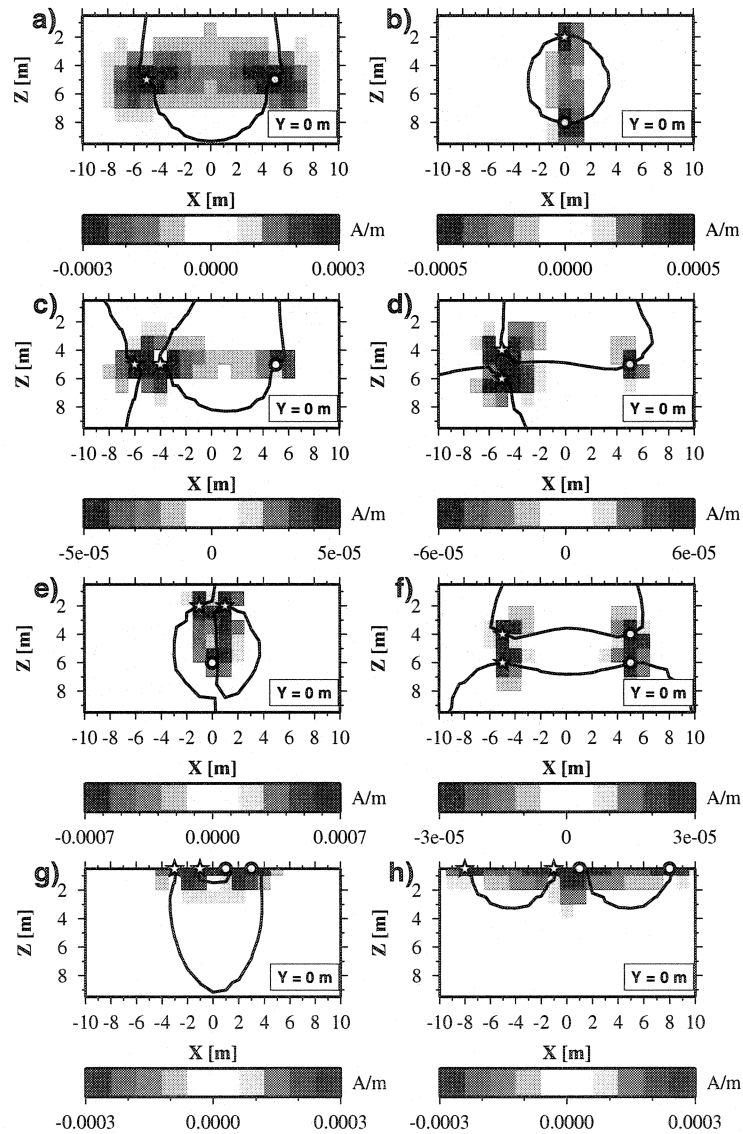 a)
2
4
6
8
Z [m]
Y = 0 m
-10 -8 -6 -4 -2 0 2 4 6 8 10
X [m]
A/m
-0.0003 0.0000 0.0003
b)
2
4
6
8
Z [m]
Y = 0 m
-10 -8 -6 -4 -2 0 2 4 6 8 10
X [m]
A/m
-0.0005 0.0000 0.0005
c)
2
4
6
8
Z [m]
Y = 0 m
-10 -8 -6 -4 -2 0 2 4 6 8 10
X [m]
A/m
-5e-05 0 5e-05
d)
2
4
6
8
Z [m]
Y = 0 m
-10 -8 -6 -4 -2 0 2 4 6 8 10
X [m]
A/m
-6e-05 0 6e-05
e)
2
4
6
8
Z [m]
Y = 0 m
-10 -8 -6 -4 -2 0 2 4 6 8 10
X [m]
A/m
-0.0007 0.0000 0.0007
f)
2
4
6
8
Z [m]
Y = 0 m
-10 -8 -6 -4 -2 0 2 4 6 8 10
X [m]
A/m
-3e-05 0 3e-05
g)
2
4
6
8
Z [m]
Y = 0 m
-10 -8 -6 -4 -2 0 2 4 6 8 10
X [m]
A/m
-0.0003 0.0000 0.0003
h)
2
4
6
8
Z [m]
Y = 0 m
-10 -8 -6 -4 -2 0 2 4 6 8 10
X [m]
A/m
-0.0003 0.0000 0.0003